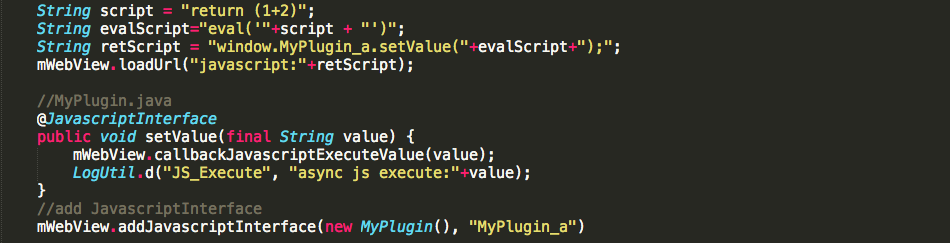 String script = "return (1+2)";
String evalScript="eval('"+script + "')";
String retScript = "window.MyPlugin_a.setValue("+evalScript+");";
mWebView.loadUrl("javascript:"+retScript);
//MyPlugin.java
@JavascriptInterface
public void setValue(final String value) {
mWebView.callbackJavascriptExecuteValue(value);
LogUtil.d("JS_Execute", "async js execute:"+value);
}
//add JavascriptInterface
mWebView.addJavascriptInterface(new MyPlugin(), "MyPlugin_a")